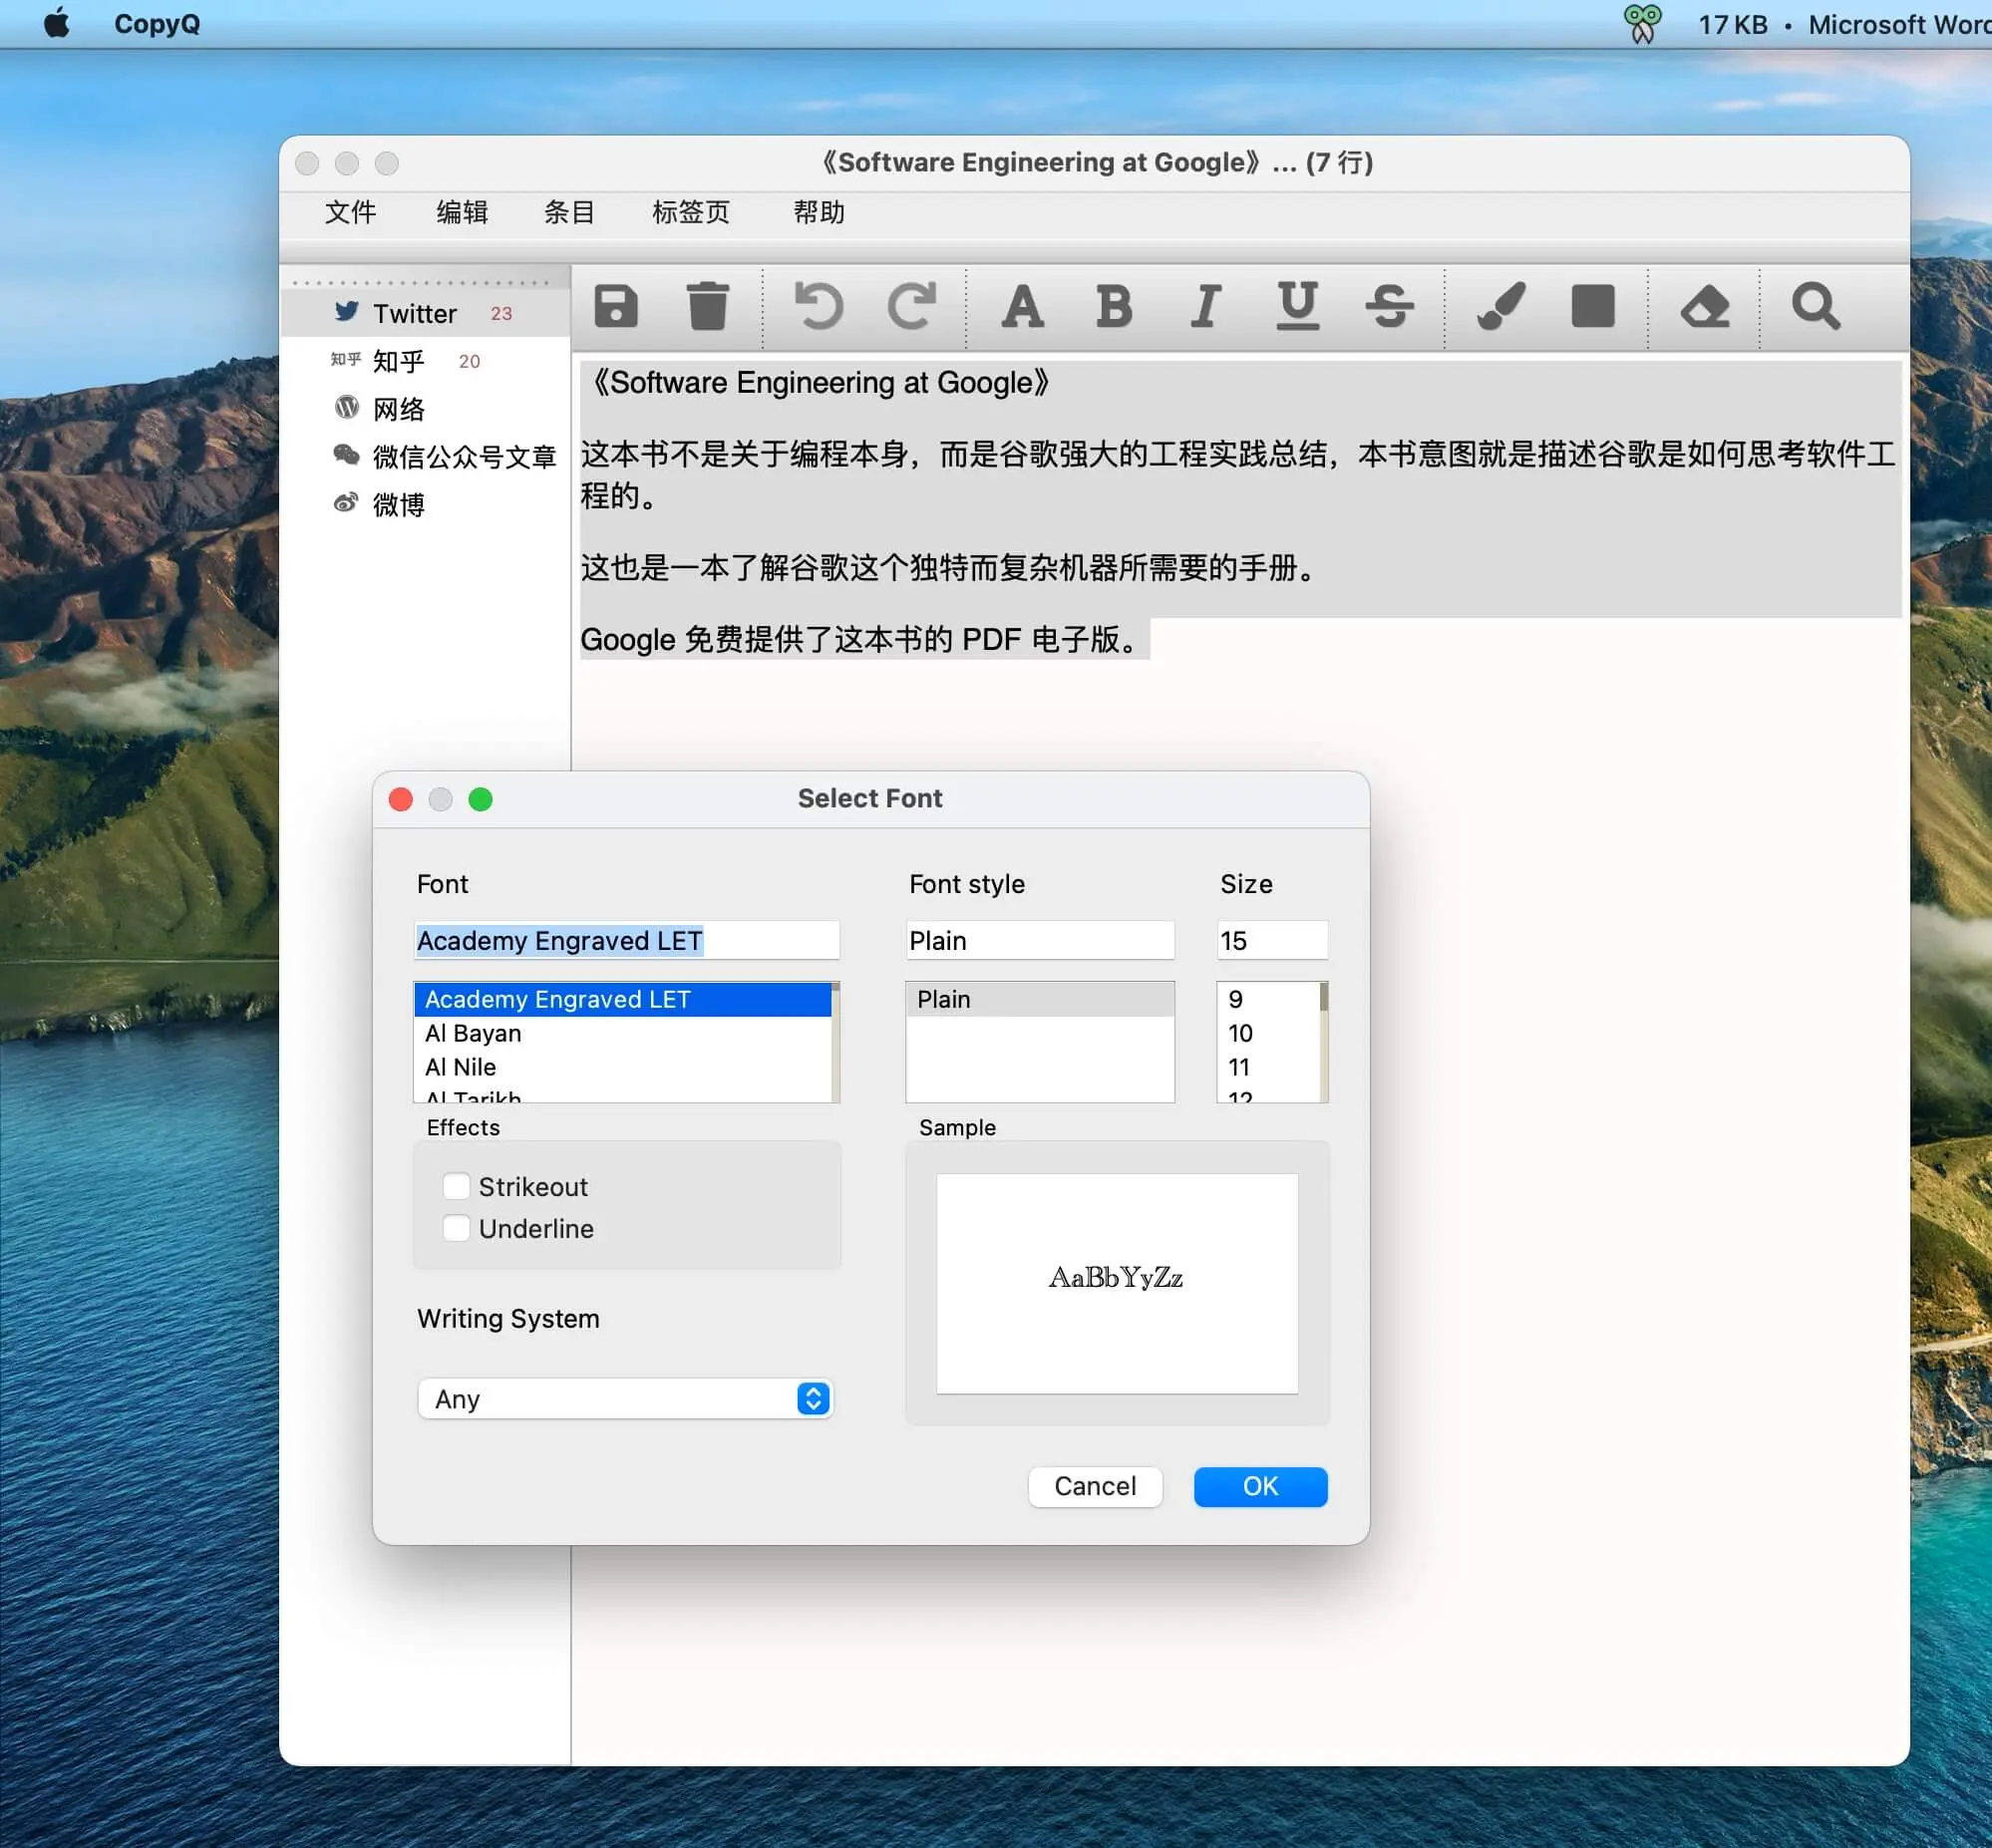 CopyQ
17 KB • Microsoft Word
《Software Engineering at Google》 ... (7 行)
文件 编辑 条目 标签页 帮助
Twitter 23
知乎 知乎 20
网络
微信公众号文章
微博
A B I U S
《Software Engineering at Google》
这本书不是关于编程本身，而是谷歌强大的工程实践总结，本书意图就是描述谷歌是如何思考软件工
程的。
这也是一本了解谷歌这个独特而复杂机器所需要的手册。
Google 免费提供了这本书的 PDF 电子版。
Select Font
Font Font style Size
Academy Engraved LET Plain 15
Academy Engraved LET Plain 9
Al Bayan 10
Al Nile 11
Al Tarikh 12
Effects Sample
Strikeout
Underline
AaBbYyZz
Writing System
Any
Cancel OK